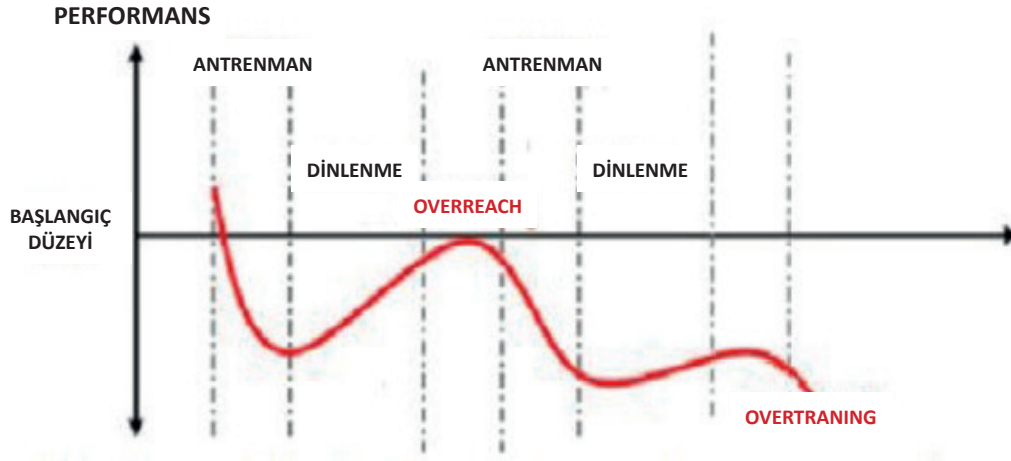 PERFORMANS
ANTRENMAN
ANTRENMAN
DİNLENME
DİNLENME
OVERREACH
BAŞLANGIÇ
DÜZEYİ
OVERTRANING